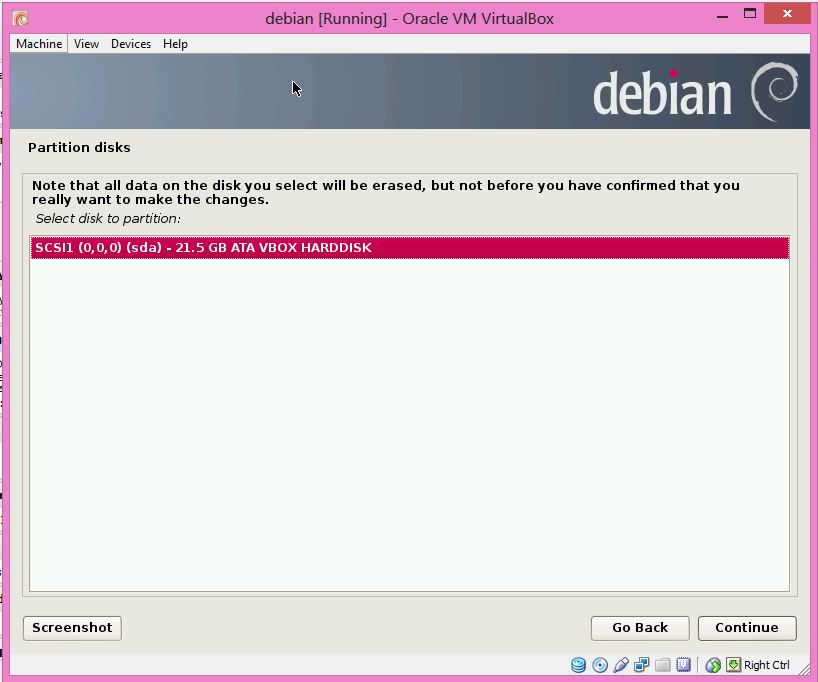 debian [Running] - Oracle VM VirtualBox
Machine View Devices Help
debian
Partition disks
Note that all data on the disk you select will be erased, but not before you have confirmed that you
really want to make the changes.
Select disk to partition:
SCSI1 (0,0,0) (sda) - 21.5 GB ATA VBOX HARDDISK
Screenshot Go Back Continue
Right Ctrl